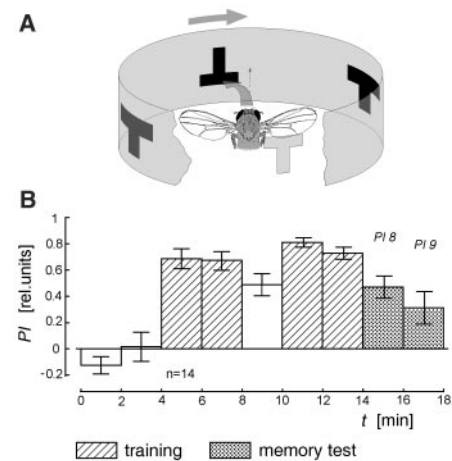 A
B
PI [rel.units]
1
0.8
0.6
0.4
0.2
0
-0.2
PI 8
PI 9
n=14
0 2 4 6 8 10 12 14 16 18
t [min]
training
memory test